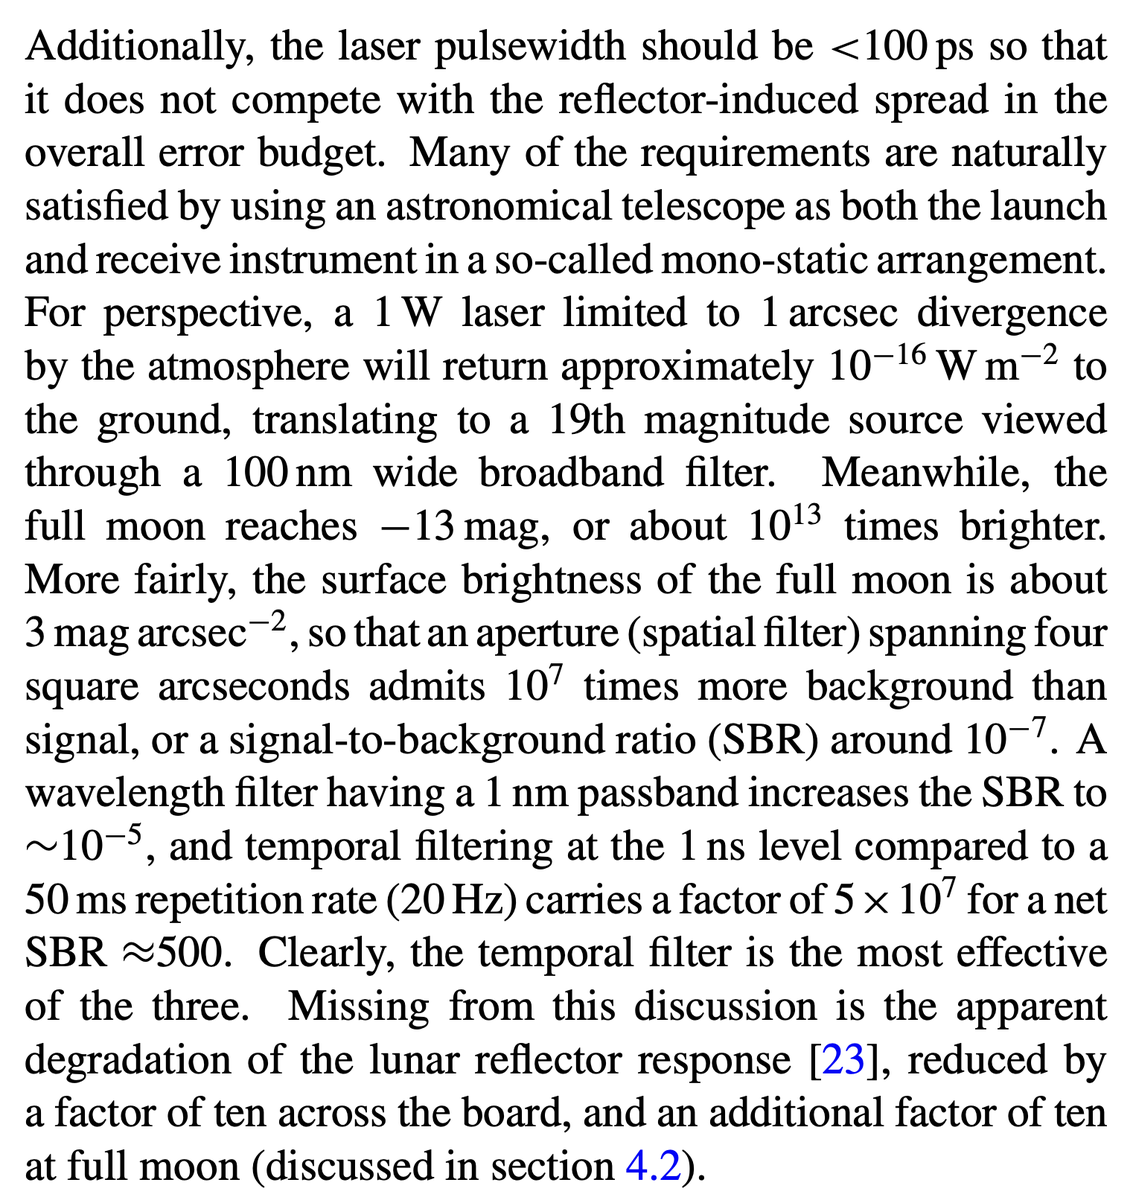 Additionally, the laser pulsewidth should be <100 ps so that
it does not compete with the reflector-induced spread in the
overall error budget. Many of the requirements are naturally
satisfied by using an astronomical telescope as both the launch
and receive instrument in a so-called mono-static arrangement.
For perspective, a 1 W laser limited to 1 arcsec divergence
by the atmosphere will return approximately 10⁻¹⁶ W m⁻² to
the ground, translating to a 19th magnitude source viewed
through a 100 nm wide broadband filter. Meanwhile, the
full moon reaches −13 mag, or about 10¹³ times brighter.
More fairly, the surface brightness of the full moon is about
3 mag arcsec⁻², so that an aperture (spatial filter) spanning four
square arcseconds admits 10⁷ times more background than
signal, or a signal-to-background ratio (SBR) around 10⁻⁷. A
wavelength filter having a 1 nm passband increases the SBR to
∼10⁻⁵, and temporal filtering at the 1 ns level compared to a
50 ms repetition rate (20 Hz) carries a factor of 5 × 10⁷ for a net
SBR ≈500. Clearly, the temporal filter is the most effective
of the three. Missing from this discussion is the apparent
degradation of the lunar reflector response [23], reduced by
a factor of ten across the board, and an additional factor of ten
at full moon (discussed in section 4.2).